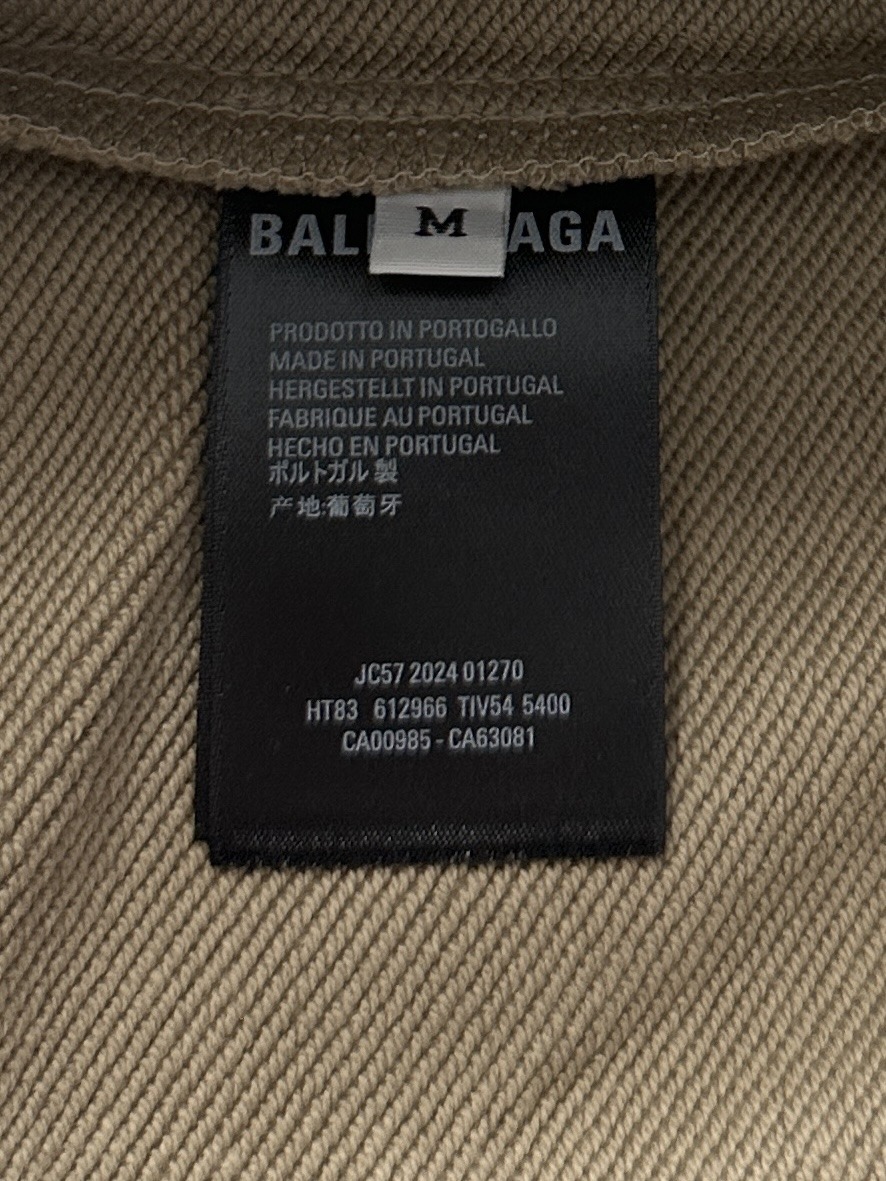 BAL AGA
M
PRODOTTO IN PORTOGALLO
MADE IN PORTUGAL
HERGESTELLT IN PORTUGAL
FABRIQUE AU PORTUGAL
HECHO EN PORTUGAL
ポルトガル製
产地:葡萄牙
JC57 2024 01270
HT83 612966 TIV54 5400
CA00985 - CA63081